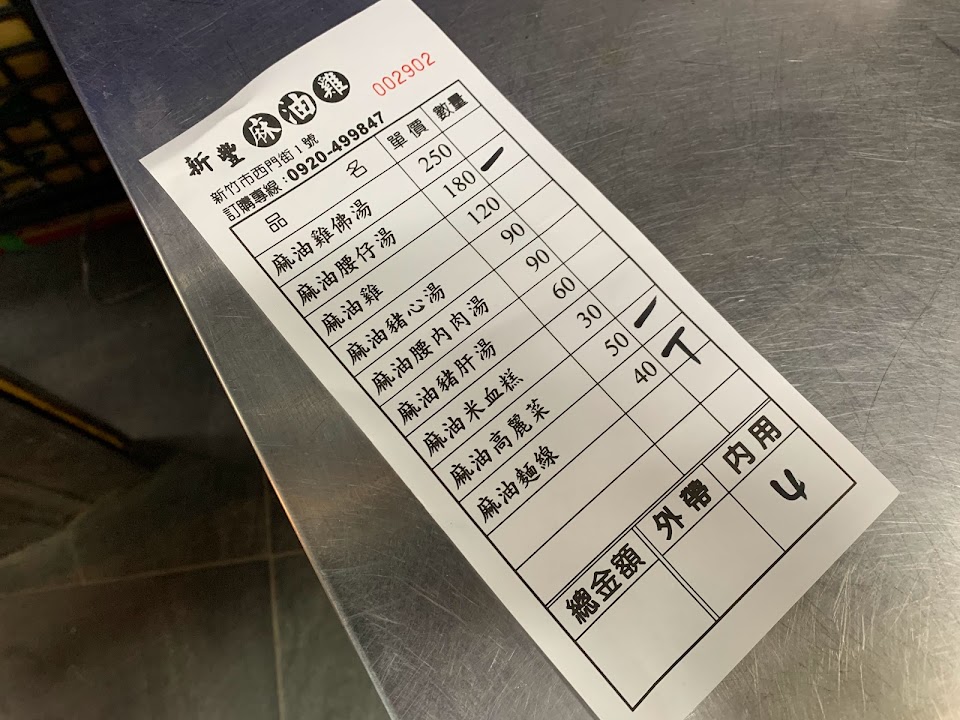 新豐麻油雞
002902
新竹市西門街1號
訂購專線:0920-499847
品名 單價 數量
麻油雞佛湯 250
麻油腰仔湯 180 一
麻油雞 120
麻油豬心湯 90
麻油腰內肉湯 90
麻油豬肝湯 60
麻油米血糕 30
麻油高麗菜 50 一
麻油麵線 40 T
總金額 外帶 內用
4